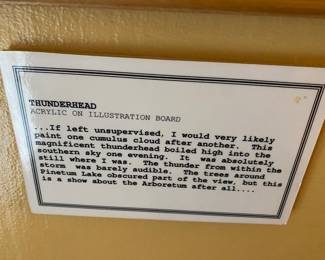 THUNDERHEAD
ACRYLIC ON ILLUSTRATION BOARD
...If left unsupervised, I would very likely
paint one cumulus cloud after another. This
magnificent thunderhead boiled high into the
southern sky one evening. It was absolutely
still where I was. The thunder from within the
storm was barely audible. The trees around
Pinetum Lake obscured part of the view, but this
is a show about the Arboretum after all....